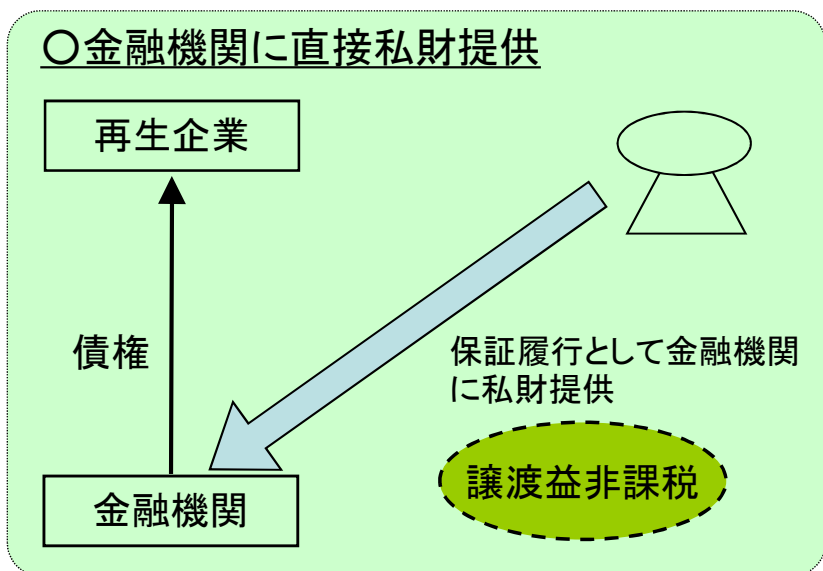 ○金融機関に直接私財提供
再生企業
債権
保証履行として金融機関
に私財提供
譲渡益非課税
金融機関